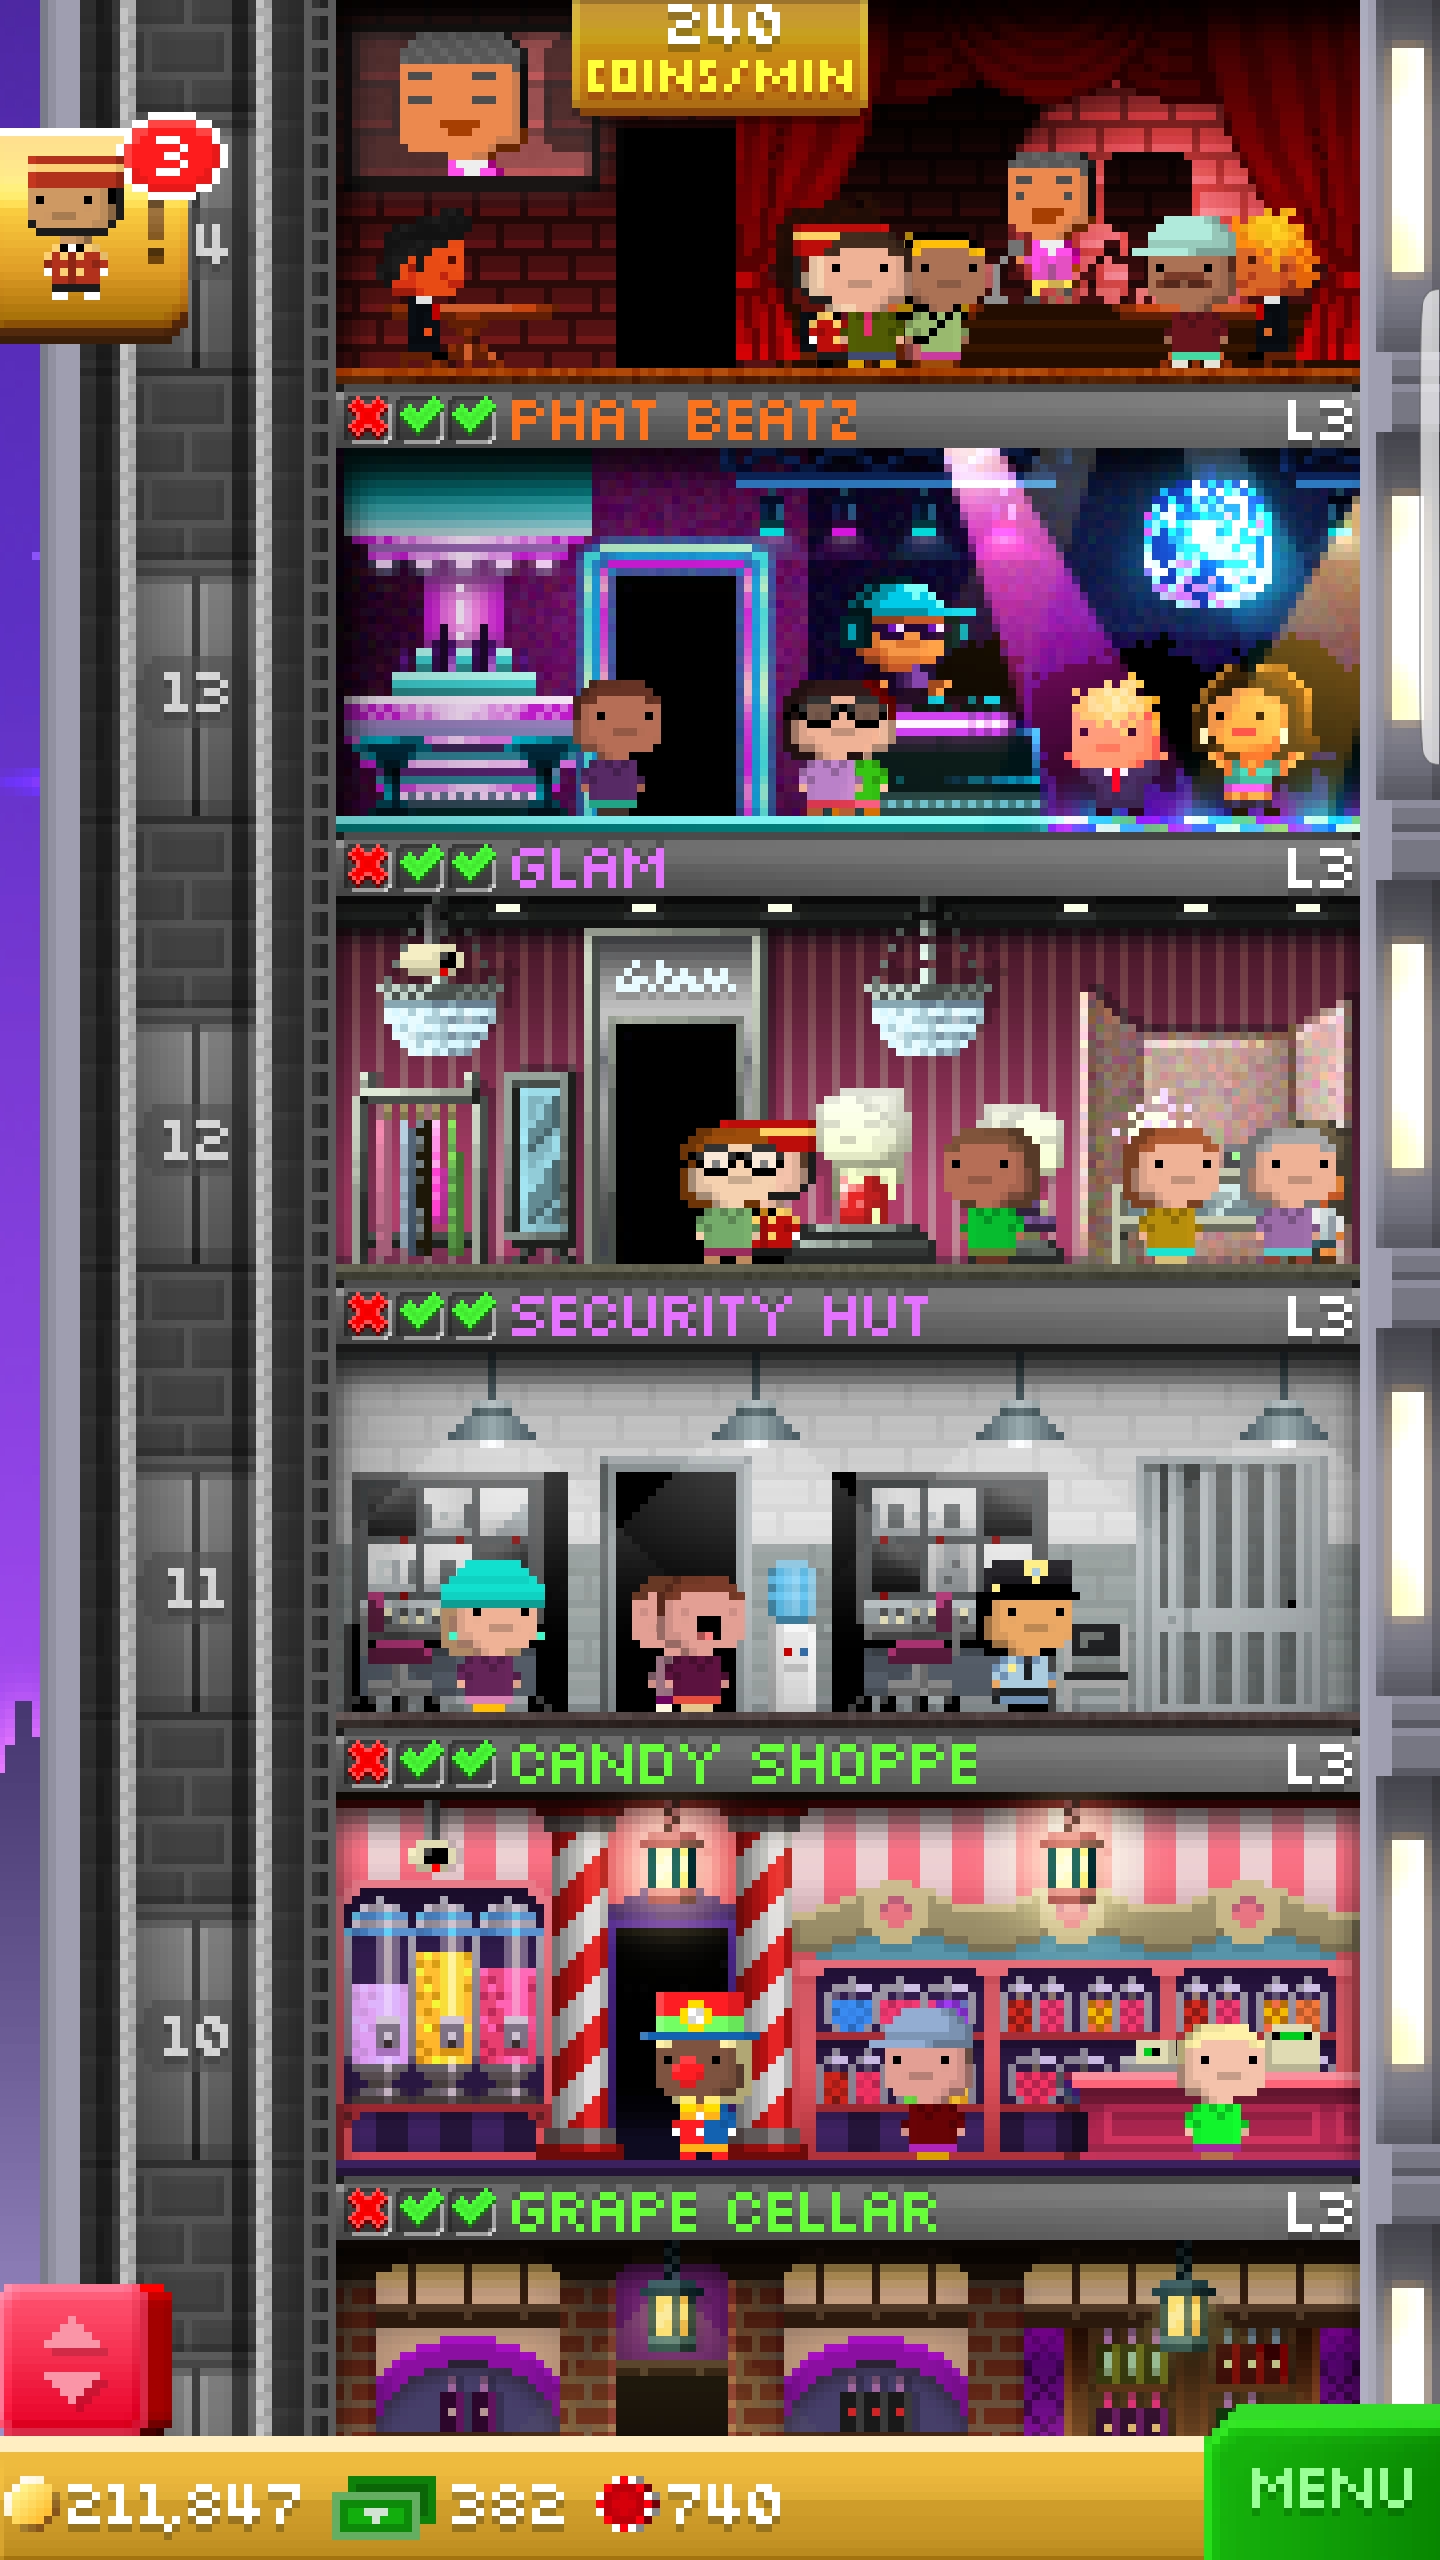 240
COINS/MIN
3
4
PHAT BEATZ L3
13
GLAM L3
Glam
12
SECURITY HUT L3
11
CANDY SHOPPE L3
10
GRAPE CELLAR L3
211,847 382 740
MENU